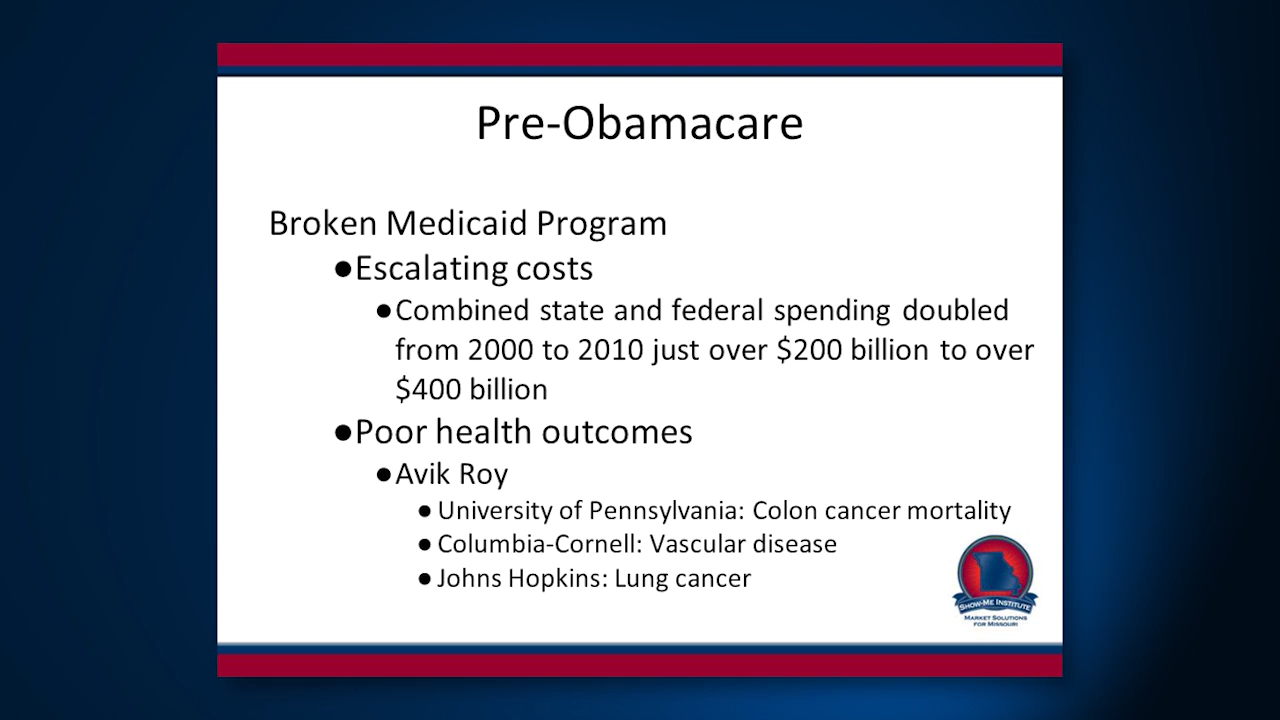 Pre-Obamacare
Broken Medicaid Program
●Escalating costs
●Combined state and federal spending doubled
from 2000 to 2010 just over $200 billion to over
$400 billion
●Poor health outcomes
●Avik Roy
●University of Pennsylvania: Colon cancer mortality
●Columbia-Cornell: Vascular disease
●Johns Hopkins: Lung cancer
SHOW-ME INSTITUTE
MARKET SOLUTIONS
FOR MISSOURI